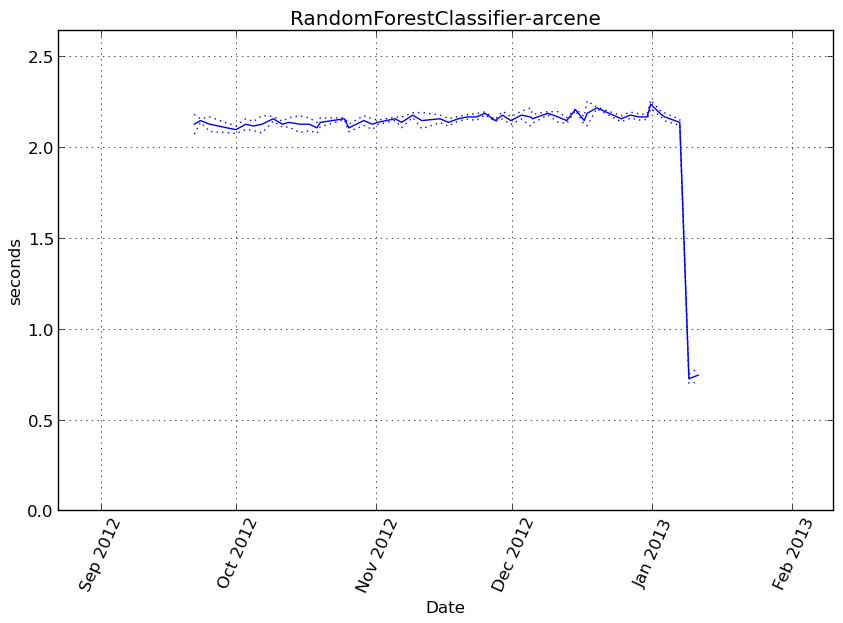 RandomForestClassifier-arcene
2.5
2.0
1.5
1.0
0.5
0.0
seconds
Sep 2012
Oct 2012
Nov 2012
Dec 2012
Jan 2013
Feb 2013
Date